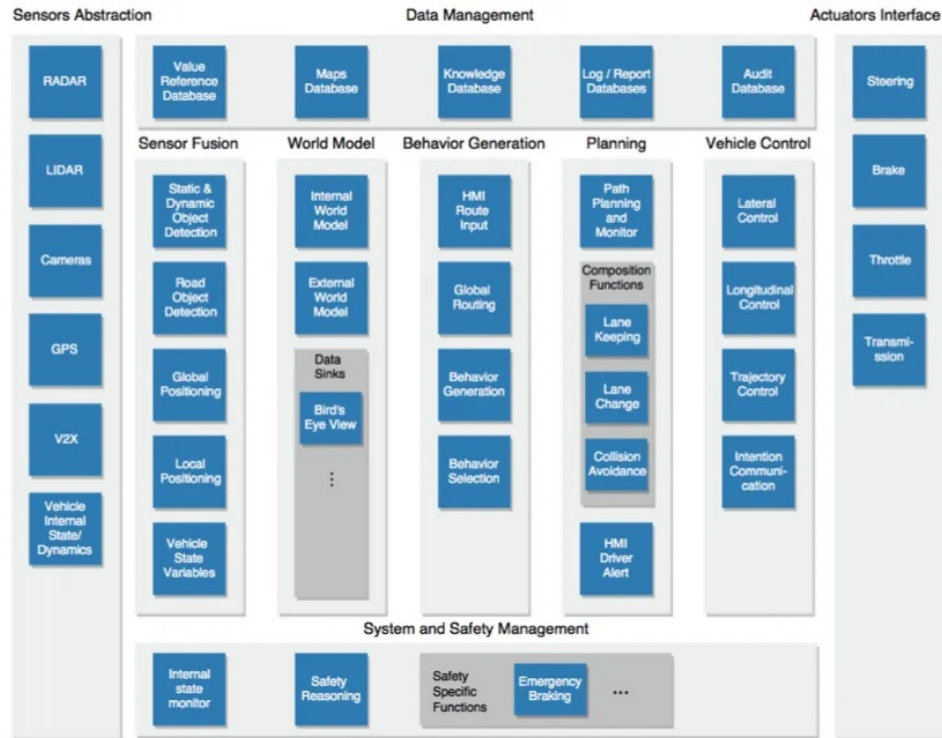 Sensors Abstraction
Data Management
Actuators Interface
RADAR
LIDAR
Cameras
GPS
V2X
Vehicle
Internal
State/
Dynamics
Value
Reference
Database
Maps
Database
Knowledge
Database
Log / Report
Databases
Audit
Database
Sensor Fusion
Static &
Dynamic
Object
Detection
Road
Object
Detection
Global
Positioning
Local
Positioning
Vehicle
State
Variables
World Model
Internal
World
Model
External
World
Model
Data
Sinks
Bird's
Eye View
⋮
Behavior Generation
HMI
Route
Input
Global
Routing
Behavior
Generation
Behavior
Selection
Planning
Path
Planning
and
Monitor
Composition
Functions
Lane
Keeping
Lane
Change
Collision
Avoidance
HMI
Driver
Alert
Vehicle Control
Lateral
Control
Longitudinal
Control
Trajectory
Control
Intention
Communi-
cation
Steering
Brake
Throttle
Transmi-
ssion
System and Safety Management
Internal
state
monitor
Safety
Reasoning
Safety
Specific
Functions
Emergency
Braking
...